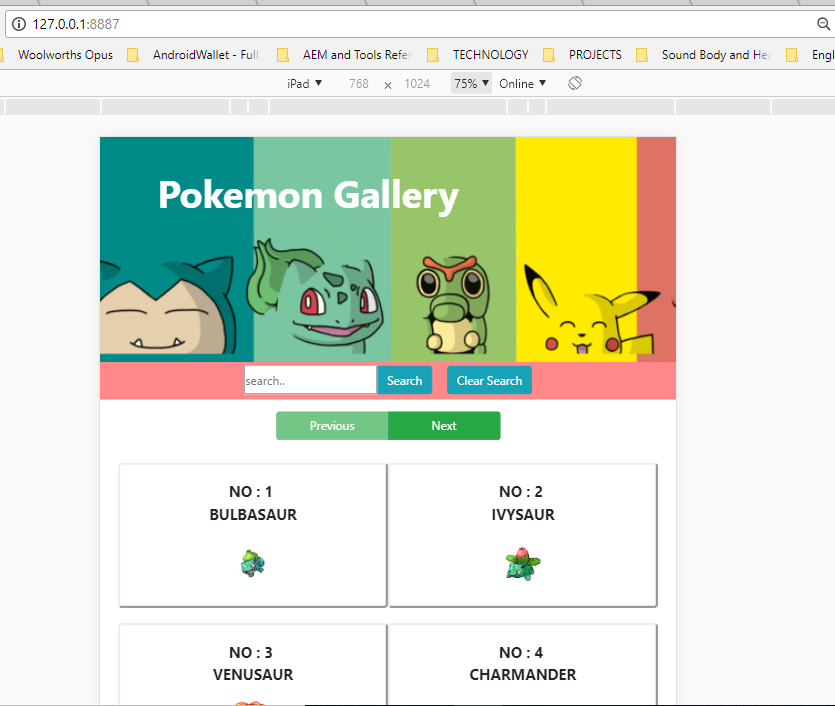 127.0.0.1:8887
Woolworths Opus AndroidWallet - Full AEM and Tools Refer TECHNOLOGY PROJECTS Sound Body and Hea Engl
iPad ▼ 768 × 1024 75% ▼ Online ▼
Pokemon Gallery
search.. Search Clear Search
Previous Next
NO : 1 NO : 2
BULBASAUR IVYSAUR
NO : 3 NO : 4
VENUSAUR CHARMANDER